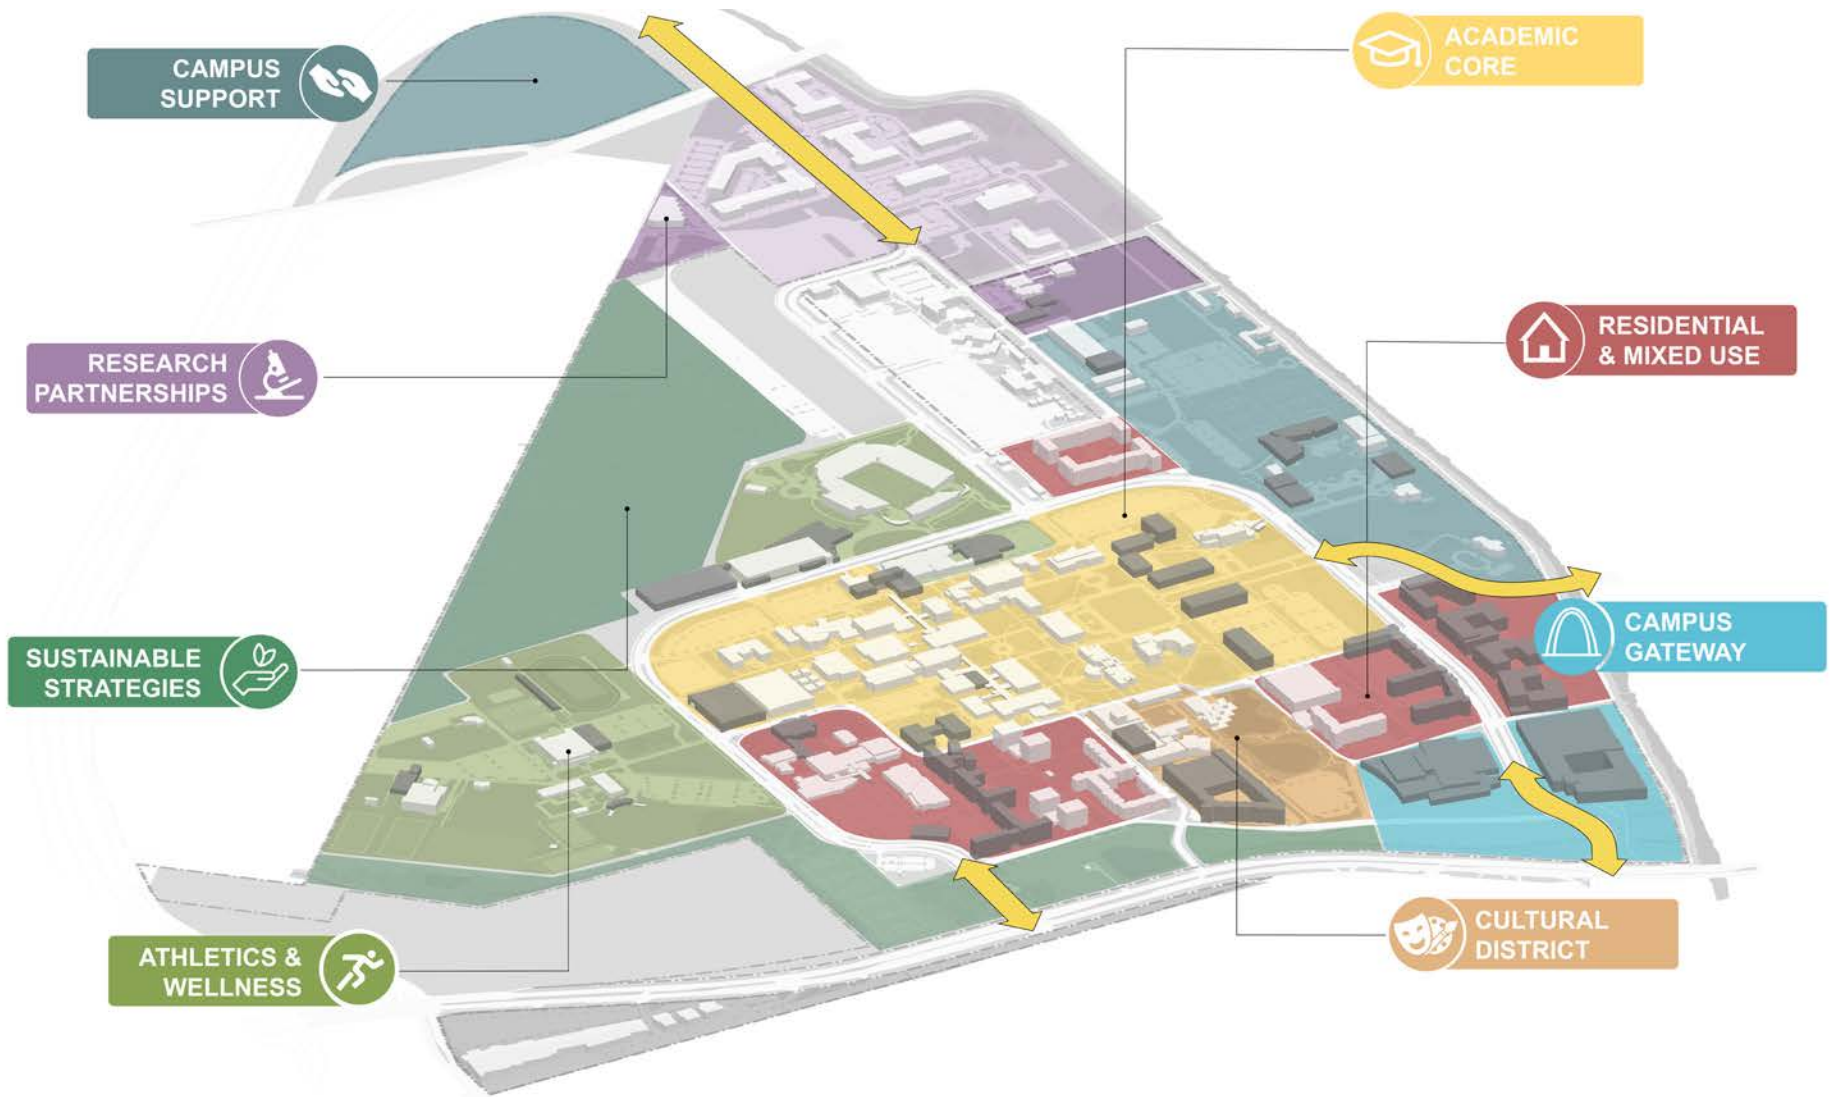 CAMPUS
SUPPORT
ACADEMIC
CORE
RESEARCH
PARTNERSHIPS
RESIDENTIAL
& MIXED USE
SUSTAINABLE
STRATEGIES
CAMPUS
GATEWAY
ATHLETICS &
WELLNESS
CULTURAL
DISTRICT